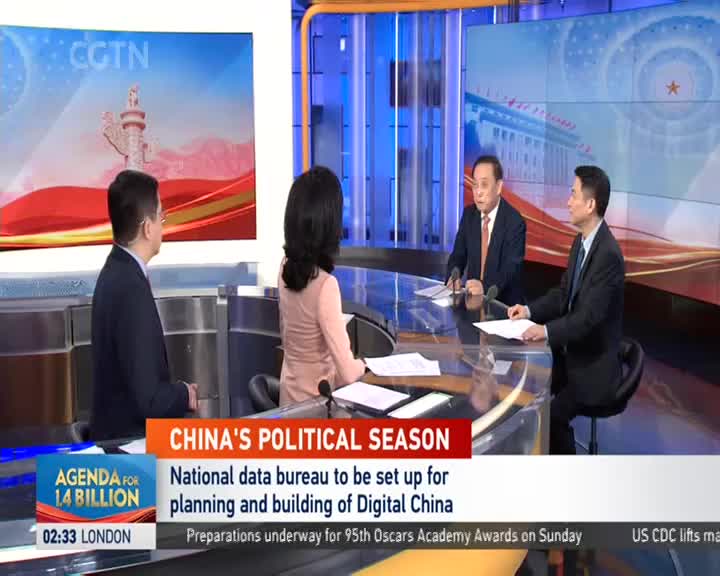 CGTN
CHINA'S POLITICAL SEASON
National data bureau to be set up for
planning and building of Digital China
AGENDA FOR
1.4 BILLION
02:33 LONDON
Preparations underway for 95th Oscars Academy Awards on Sunday
US CDC lifts ma